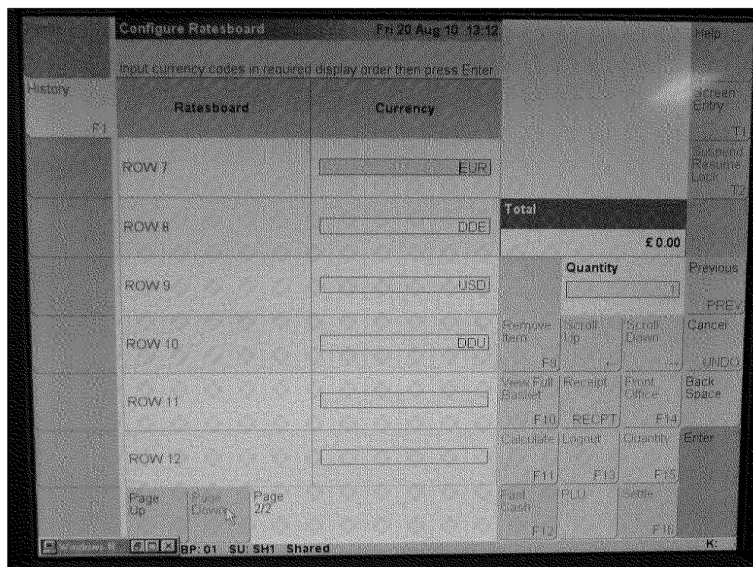 Configure Ratesboard Fri 20 Aug 10 13:12
Help
Input currency codes in required display order then press Enter
History
F1
Screen Entry
T1
Suspend Resume Lock
T2
Ratesboard Currency
ROW 7 EUR
ROW 8 DDE
ROW 9 USD
ROW 10 DDU
ROW 11
ROW 12
Total
£ 0.00
Quantity
1
Previous
PREV
Remove Item
F9
Scroll Up
←
Scroll Down
→
Cancel
UNDO
View Full Basket
F10
Receipt
RECPT
Front Office
F14
Back Space
Calculate
F11
Logout
F13
Quantity
F15
Enter
Page Up
Page Down
Page 2/2
Fast Cash
F12
PLU
Settle
F16
BP: 01 SU: SH1 Shared
K: